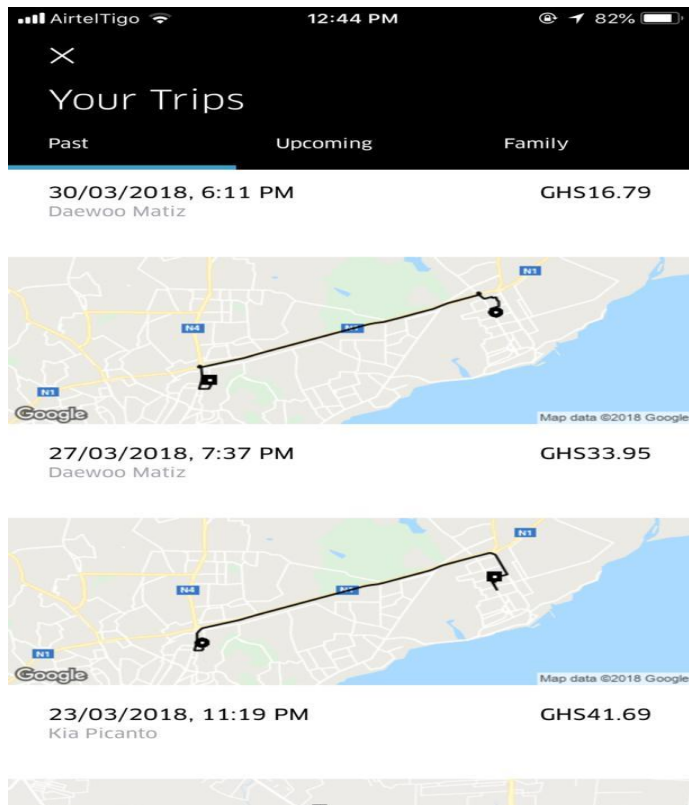 AirtelTigo 12:44 PM 82%
Your Trips
Past Upcoming Family
30/03/2018, 6:11 PM GHS16.79
Daewoo Matiz
N1
N4 N1
N1
Google Map data ©2018 Google
27/03/2018, 7:37 PM GHS33.95
Daewoo Matiz
N1
N4 N1
N1
Google Map data ©2018 Google
23/03/2018, 11:19 PM GHS41.69
Kia Picanto